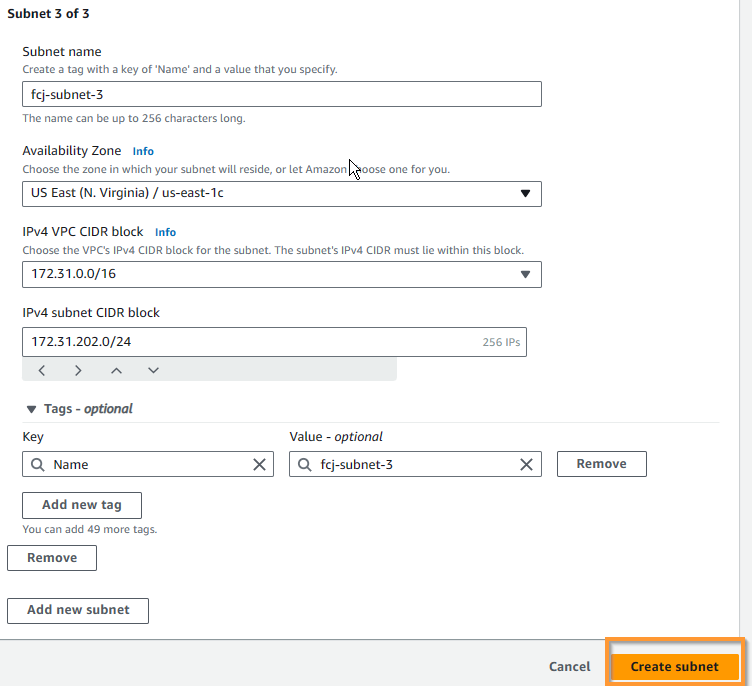 Subnet 3 of 3
Subnet name
Create a tag with a key of 'Name' and a value that you specify.
fcj-subnet-3
The name can be up to 256 characters long.
Availability Zone Info
Choose the zone in which your subnet will reside, or let Amazon choose one for you.
US East (N. Virginia) / us-east-1c
IPv4 VPC CIDR block Info
Choose the VPC's IPv4 CIDR block for the subnet. The subnet's IPv4 CIDR must lie within this block.
172.31.0.0/16
IPv4 subnet CIDR block
172.31.202.0/24 256 IPs
Tags - optional
Key Value - optional
Name fcj-subnet-3 Remove
Add new tag
You can add 49 more tags.
Remove
Add new subnet
Cancel Create subnet